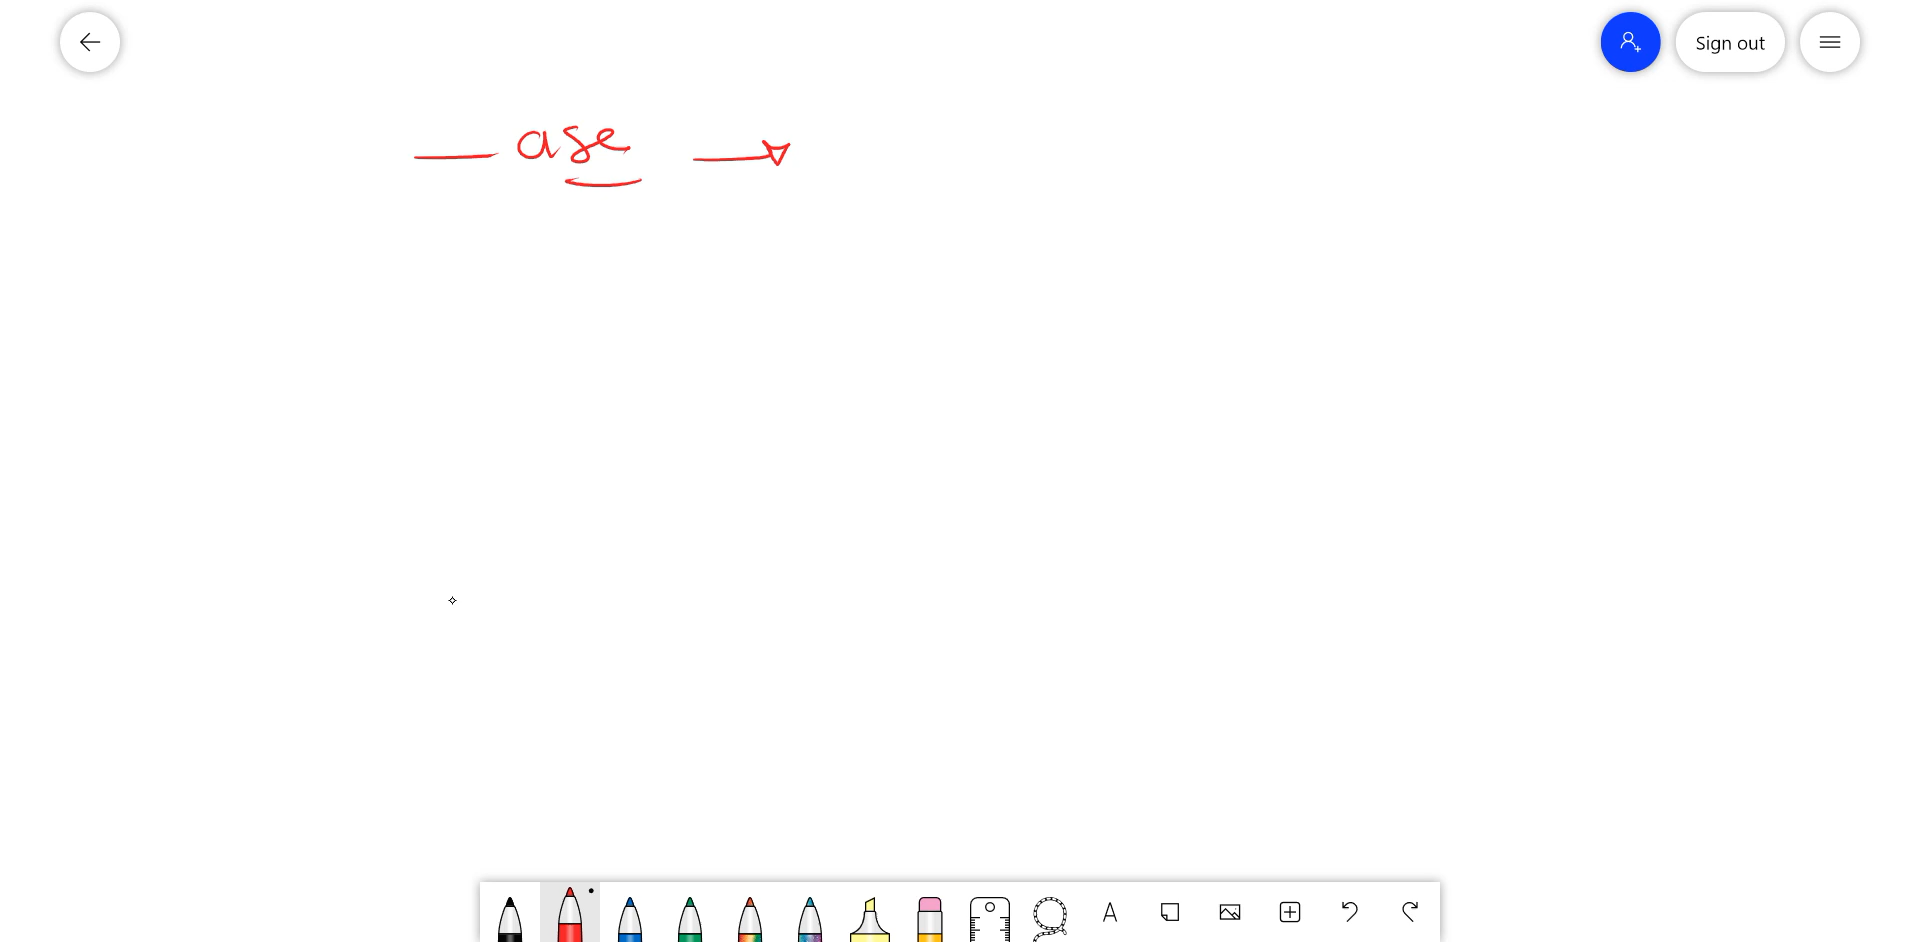 Sign out
— ase →